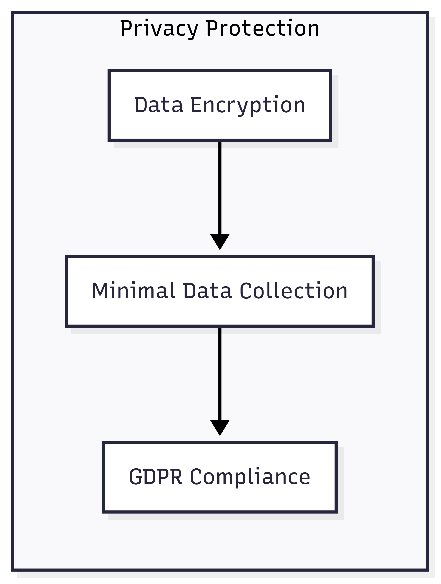 Privacy Protection
Data Encryption
Minimal Data Collection
GDPR Compliance